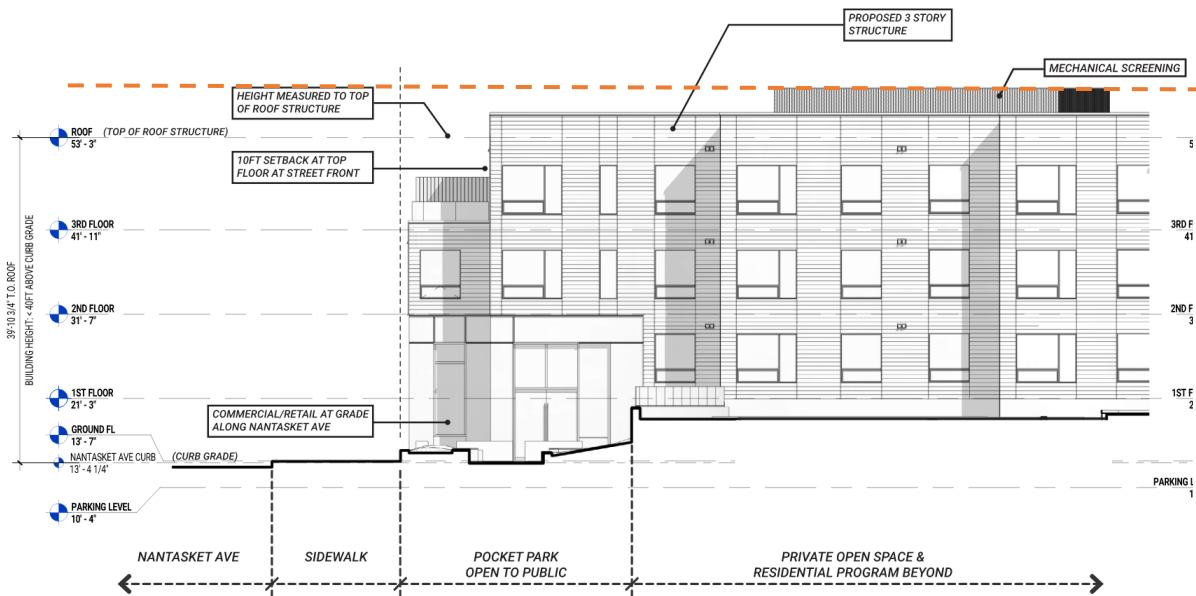 PROPOSED 3 STORY
STRUCTURE
MECHANICAL SCREENING
HEIGHT MEASURED TO TOP
OF ROOF STRUCTURE
ROOF (TOP OF ROOF STRUCTURE)
53' - 3"
5
10FT SETBACK AT TOP
FLOOR AT STREET FRONT
3RD FLOOR
41' - 11"
3RD F
41'
2ND FLOOR
31' - 7"
2ND F
3
39'-10 3/4" T.O. ROOF
BUILDING HEIGHT: < 40FT ABOVE CURB GRADE
1ST FLOOR
21' - 3"
1ST F
2
COMMERCIAL/RETAIL AT GRADE
ALONG NANTASKET AVE
GROUND FL
13' - 7"
NANTASKET AVE CURB (CURB GRADE)
13' - 4 1/4"
PARKING LEVEL
10' - 4"
PARKING L
1
NANTASKET AVE
SIDEWALK
POCKET PARK
OPEN TO PUBLIC
PRIVATE OPEN SPACE &
RESIDENTIAL PROGRAM BEYOND